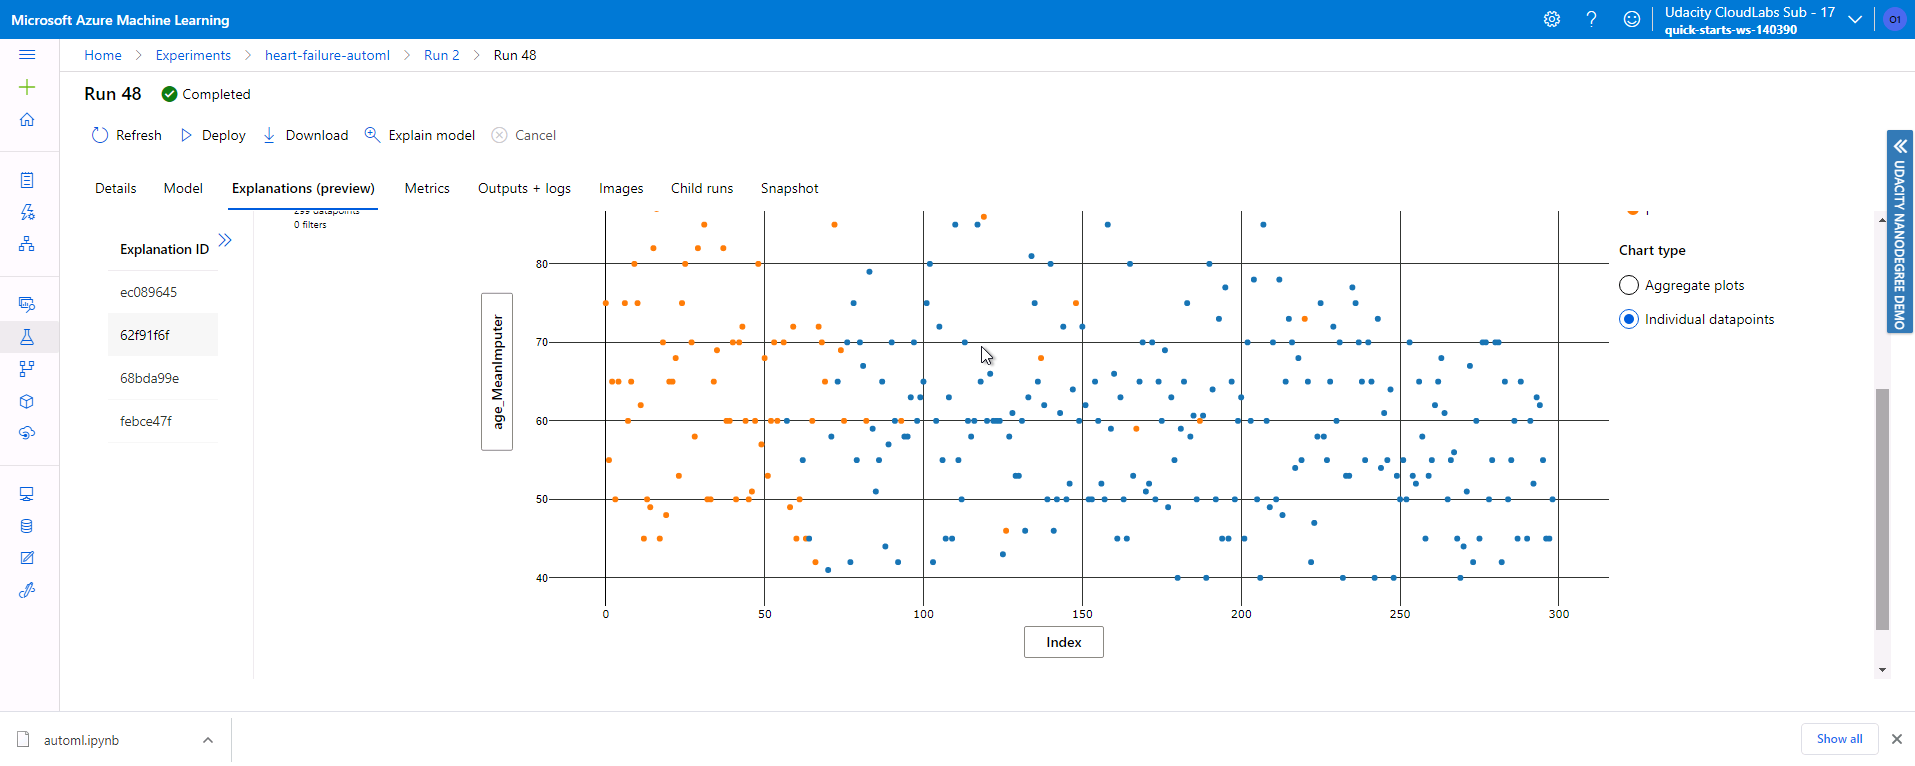 Microsoft Azure Machine Learning
Udacity CloudLabs Sub - 17
quick-starts-ws-140390
O1
Home > Experiments > heart-failure-automl > Run 2 > Run 48
Run 48 Completed
Refresh Deploy Download Explain model Cancel
Details Model Explanations (preview) Metrics Outputs + logs Images Child runs Snapshot
299 datapoints
0 filters
Explanation ID
ec089645
62f91f6f
68bda99e
febce47f
age_MeanImputer
80
70
60
50
40
0 50 100 150 200 250 300
Index
Chart type
Aggregate plots
Individual datapoints
UDACITY NANODEGREE DEMO
automl.ipynb
Show all